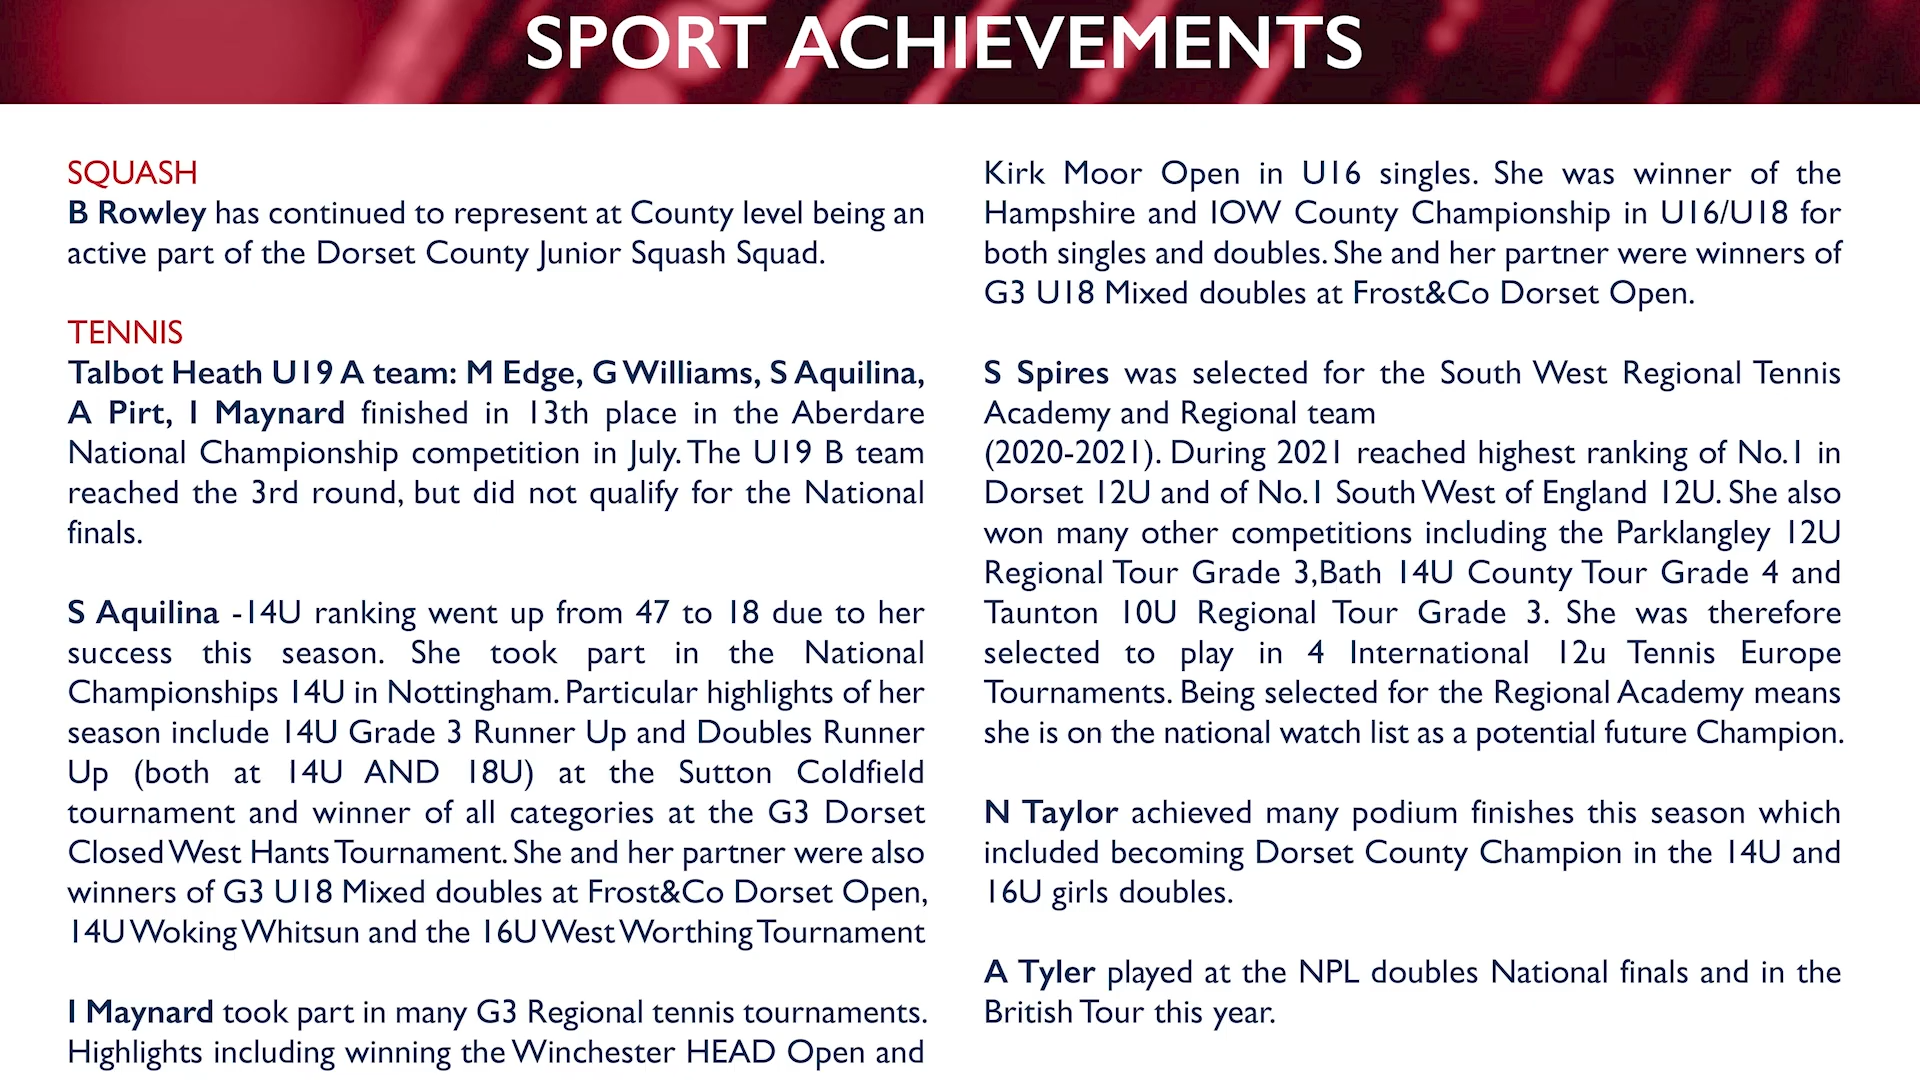 SPORT ACHIEVEMENTS
SQUASH
B Rowley has continued to represent at County level being an
active part of the Dorset County Junior Squash Squad.
TENNIS
Talbot Heath U19 A team: M Edge, G Williams, S Aquilina,
A Pirt, I Maynard finished in 13th place in the Aberdare
National Championship competition in July. The U19 B team
reached the 3rd round, but did not qualify for the National
finals.
S Aquilina -14U ranking went up from 47 to 18 due to her
success this season. She took part in the National
Championships 14U in Nottingham. Particular highlights of her
season include 14U Grade 3 Runner Up and Doubles Runner
Up (both at 14U AND 18U) at the Sutton Coldfield
tournament and winner of all categories at the G3 Dorset
Closed West Hants Tournament. She and her partner were also
winners of G3 U18 Mixed doubles at Frost&Co Dorset Open,
14U Woking Whitsun and the 16U West Worthing Tournament
I Maynard took part in many G3 Regional tennis tournaments.
Highlights including winning the Winchester HEAD Open and
Kirk Moor Open in U16 singles. She was winner of the
Hampshire and IOW County Championship in U16/U18 for
both singles and doubles. She and her partner were winners of
G3 U18 Mixed doubles at Frost&Co Dorset Open.
S Spires was selected for the South West Regional Tennis
Academy and Regional team
(2020-2021). During 2021 reached highest ranking of No.1 in
Dorset 12U and of No.1 South West of England 12U. She also
won many other competitions including the Parklangley 12U
Regional Tour Grade 3,Bath 14U County Tour Grade 4 and
Taunton 10U Regional Tour Grade 3. She was therefore
selected to play in 4 International 12u Tennis Europe
Tournaments. Being selected for the Regional Academy means
she is on the national watch list as a potential future Champion.
N Taylor achieved many podium finishes this season which
included becoming Dorset County Champion in the 14U and
16U girls doubles.
A Tyler played at the NPL doubles National finals and in the
British Tour this year.